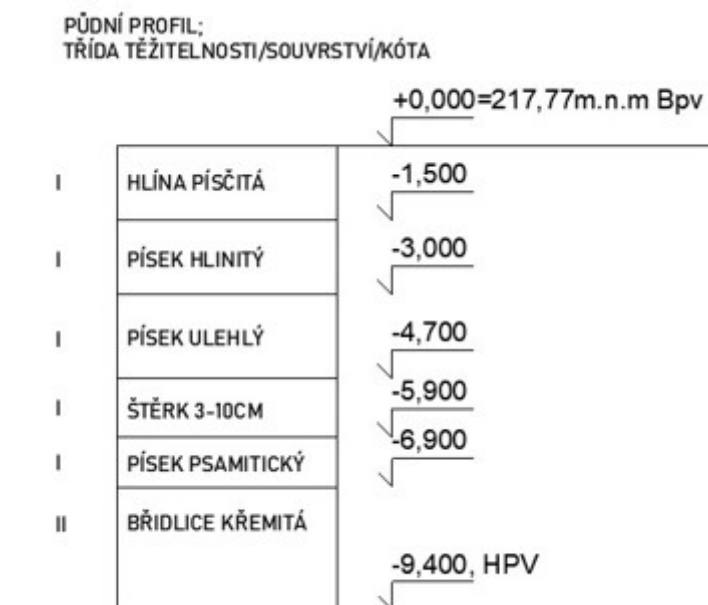 PŮDNÍ PROFIL;
TŘÍDA TĚŽITELNOSTI/SOUVRSTVÍ/KÓTA
+0,000=217,77m.n.m Bpv
I HLÍNA PÍSČITÁ -1,500
I PÍSEK HLINITÝ -3,000
I PÍSEK ULEHLÝ -4,700
I ŠTĚRK 3-10CM -5,900
I PÍSEK PSAMITICKÝ -6,900
II BŘIDLICE KŘEMITÁ
-9,400, HPV